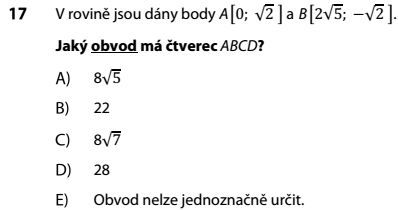 17 V rovině jsou dány body A[0; √2 ] a B[2√5; −√2 ].
Jaký obvod má čtverec ABCD?
A) 8√5
B) 22
C) 8√7
D) 28
E) Obvod nelze jednoznačně určit.